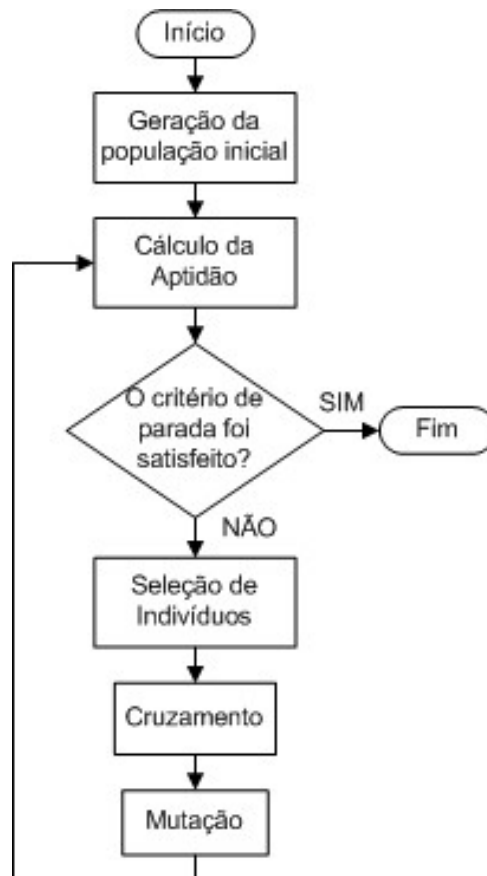 Início
Geração da
população inicial
Cálculo da
Aptidão
O critério de
parada foi
satisfeito?
SIM
Fim
NÃO
Seleção de
Indivíduos
Cruzamento
Mutação